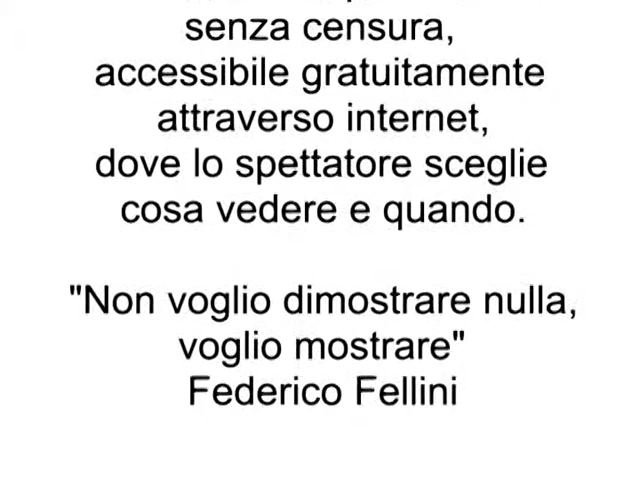 senza censura,
accessibile gratuitamente
attraverso internet,
dove lo spettatore sceglie
cosa vedere e quando.
"Non voglio dimostrare nulla,
voglio mostrare"
Federico Fellini